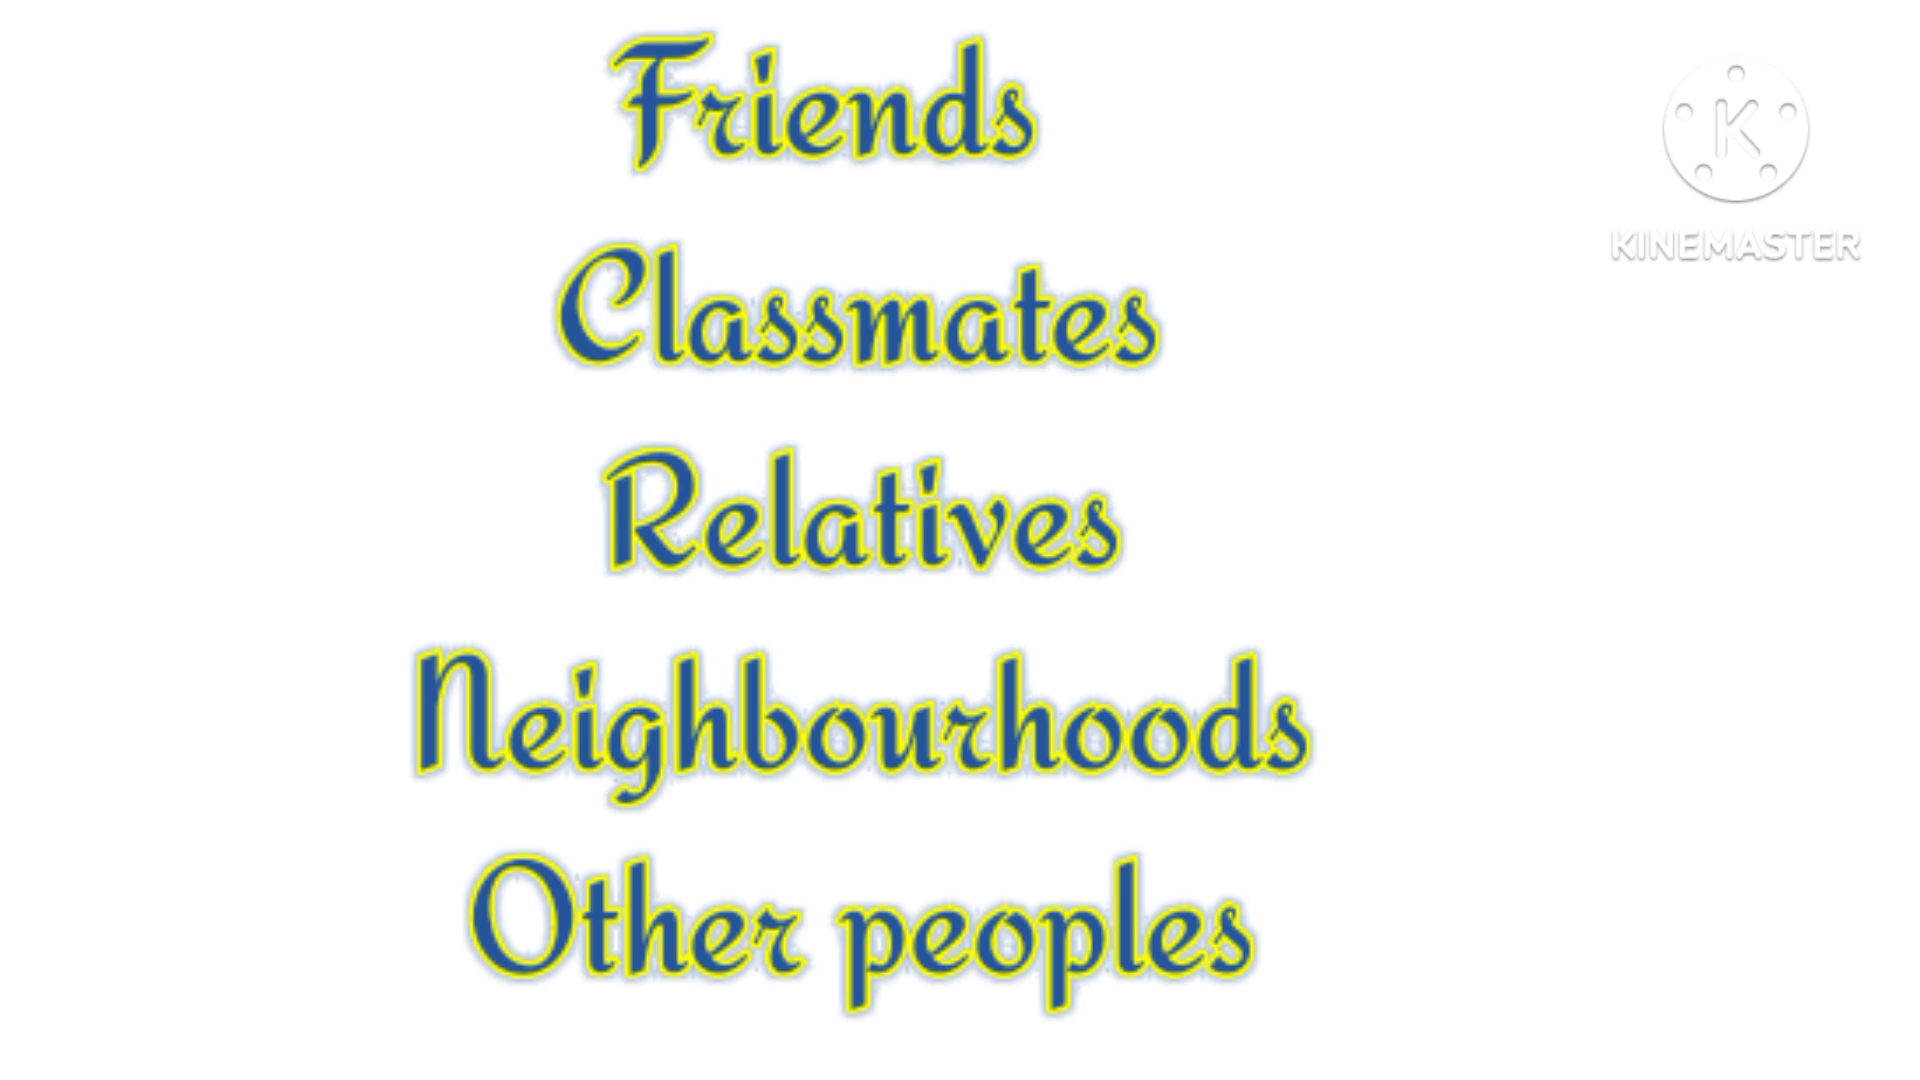 Friends
K
KINEMASTER
Classmates
Relatives
Neighbourhoods
Other peoples